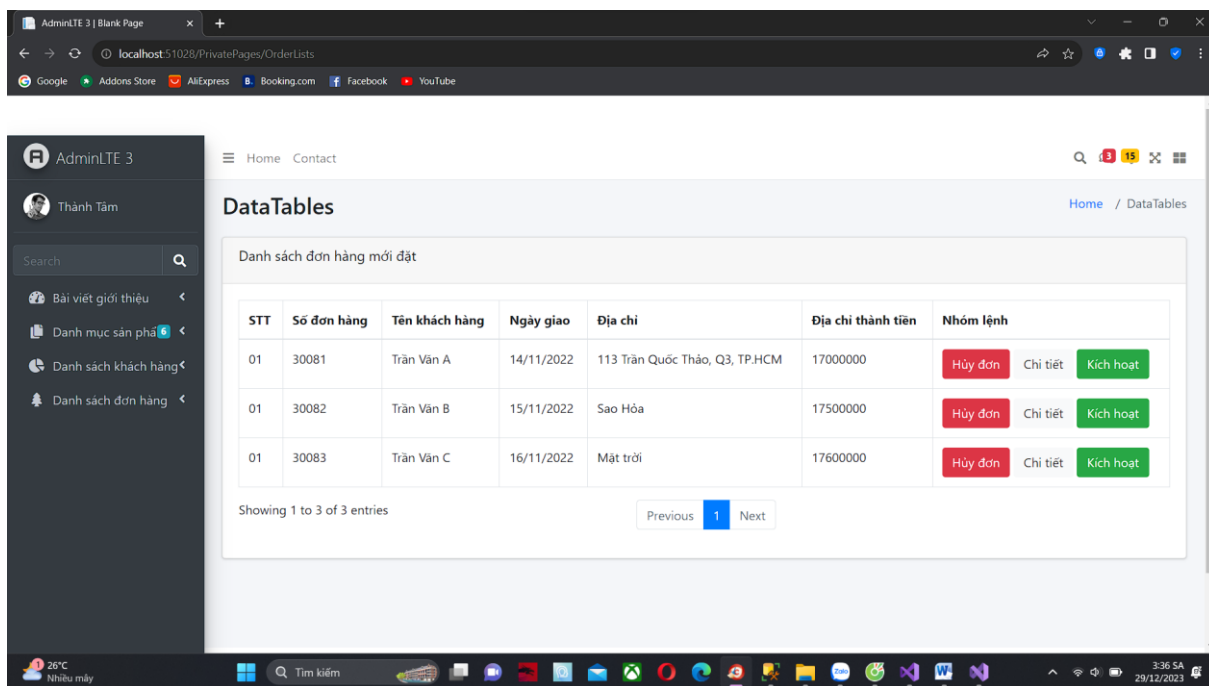 AdminLTE 3 | Blank Page
localhost:51028/PrivatePages/OrderLists
Google Addons Store AliExpress B. Booking.com Facebook YouTube
AdminLTE 3
Home Contact
3 15
Thành Tâm
DataTables
Home / DataTables
Search
Danh sách đơn hàng mới đặt
Bài viết giới thiệu
Danh mục sản phẩ 6
Danh sách khách hàng
Danh sách đơn hàng
STT Số đơn hàng Tên khách hàng Ngày giao Địa chỉ Địa chỉ thành tiền Nhóm lệnh
01 30081 Trần Văn A 14/11/2022 113 Trần Quốc Thảo, Q3, TP.HCM 17000000 Hủy đơn Chi tiết Kích hoạt
01 30082 Trần Văn B 15/11/2022 Sao Hỏa 17500000 Hủy đơn Chi tiết Kích hoạt
01 30083 Trần Văn C 16/11/2022 Mặt trời 17600000 Hủy đơn Chi tiết Kích hoạt
Showing 1 to 3 of 3 entries
Previous 1 Next
1 26°C
Nhiều mây
Tìm kiếm
Zalo
3:36 SA
29/12/2023